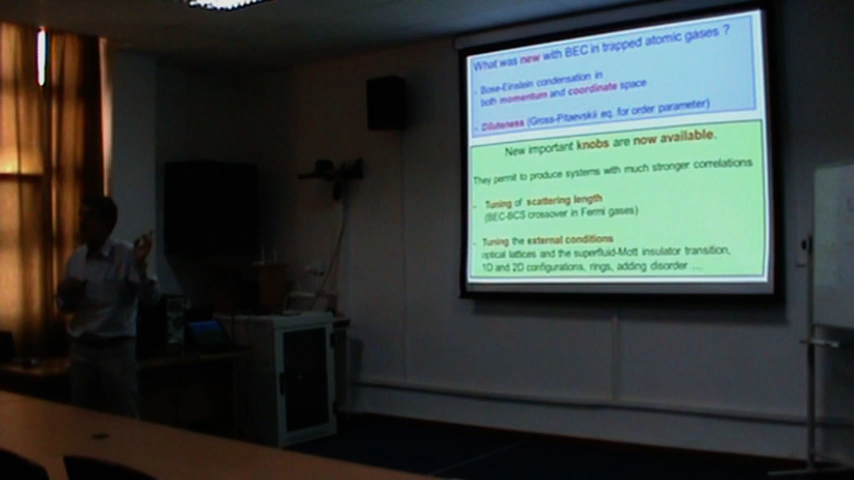 What was new with BEC in trapped atomic gases ?
- Bose-Einstein condensation in
both momentum and coordinate space
- Diluteness (Gross-Pitaevskii eq. for order parameter)
New important knobs are now available.
They permit to produce systems with much stronger correlations
- Tuning of scattering length
(BEC-BCS crossover in Fermi gases)
- Tuning the external conditions
optical lattices and the superfluid-Mott insulator transition,
1D and 2D configurations, rings, adding disorder ...